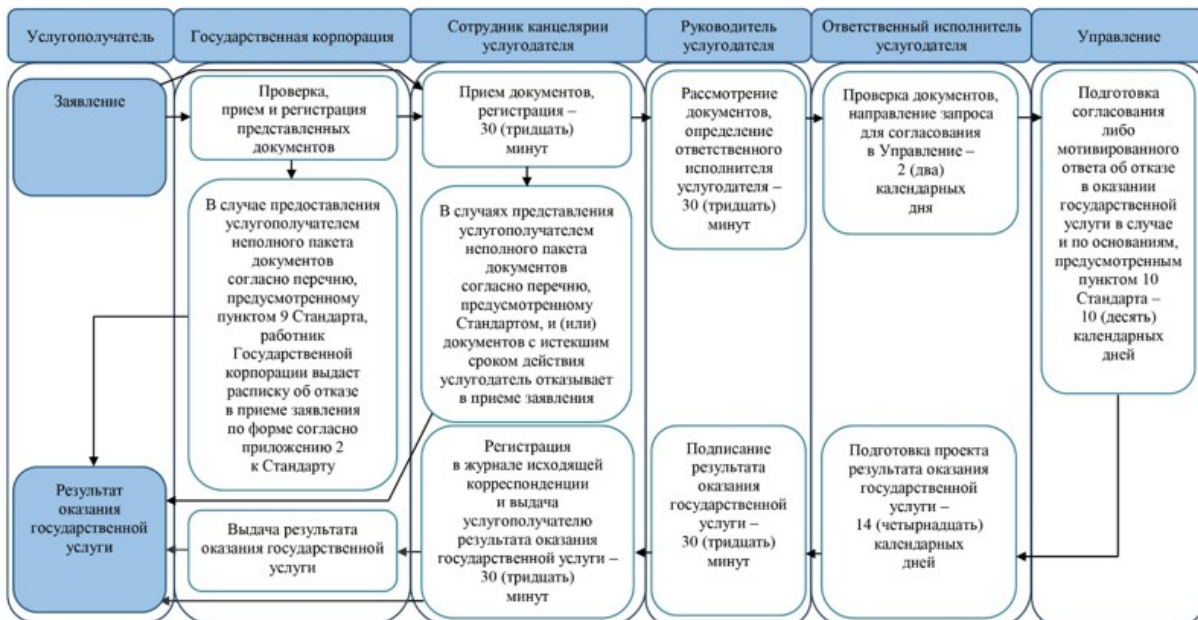 Услугополучатель
Государственная корпорация
Сотрудник канцелярии
услугодателя
Руководитель
услугодателя
Ответственный исполнитель
услугодателя
Управление
Заявление
Проверка,
прием и регистрация
представленных
документов
Прием документов,
регистрация –
30 (тридцать)
минут
Рассмотрение
документов,
определение
ответственного
исполнителя
услугодателя –
30 (тридцать)
минут
Проверка документов,
направление запроса
для согласования
в Управление –
2 (два)
календарных
дня
Подготовка
согласования
либо
мотивированного
ответа об отказе
в оказании
государственной
услуги в случае
и по основаниям,
предусмотренным
пунктом 10
Стандарта –
10 (десять)
календарных
дней
В случае предоставления
услугополучателем
неполного пакета
документов
согласно перечню,
предусмотренному
пунктом 9 Стандарта,
работник
Государственной
корпорации выдает
расписку об отказе
в приеме заявления
по форме согласно
приложению 2
к Стандарту
В случаях представления
услугополучателем
неполного пакета
документов
согласно перечню,
предусмотренному
Стандартом, и (или)
документов с истекшим
сроком действия
услугодатель отказывает
в приеме заявления
Результат
оказания
государственной
услуги
Выдача результата
оказания государственной
услуги
Регистрация
в журнале исходящей
корреспонденции
и выдача
услугополучателю
результата оказания
государственной услуги –
30 (тридцать)
минут
Подписание
результата
оказания
государственной
услуги –
30 (тридцать)
минут
Подготовка проекта
результата оказания
государственной
услуги –
14 (четырнадцать)
календарных
дней